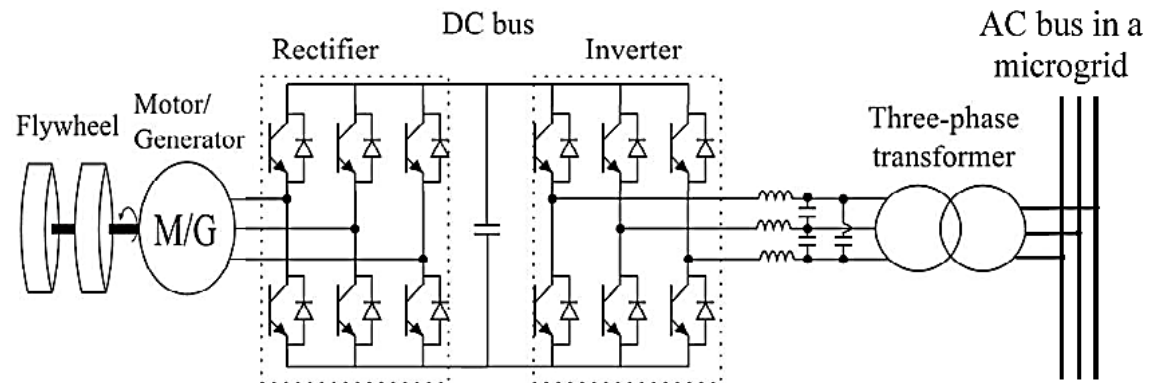 DC bus
AC bus in a
microgrid
Rectifier
Inverter
Motor/
Generator
Flywheel
Three-phase
transformer
M/G